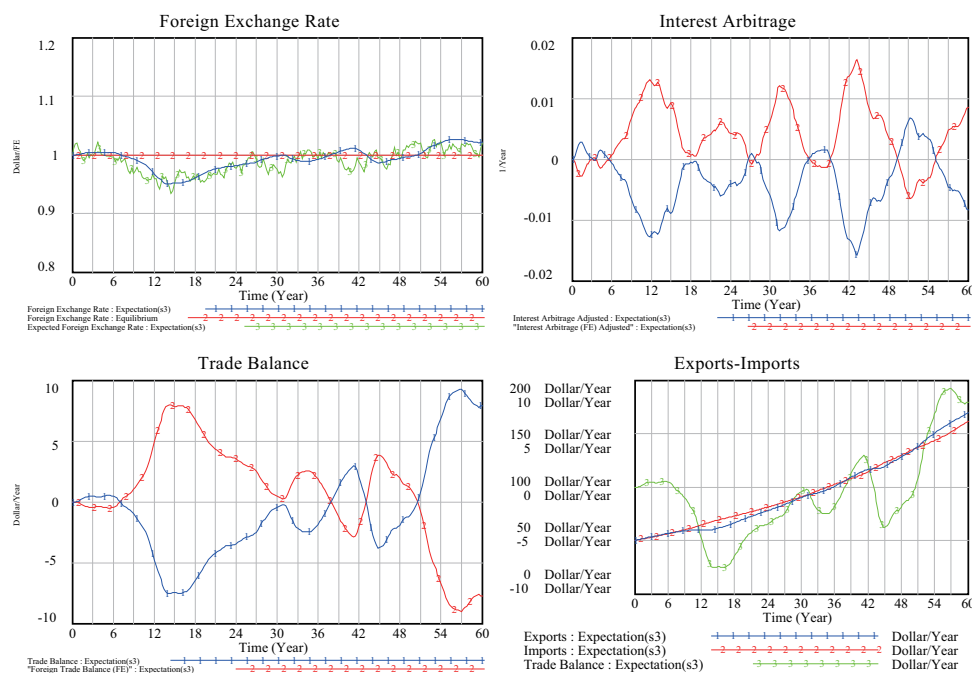 Foreign Exchange Rate
1.2
1.1
1
0.9
0.8
Dollar/FE
0 6 12 18 24 30 36 42 48 54 60
Time (Year)
Foreign Exchange Rate : Expectation(s3)
Foreign Exchange Rate : Equilibrium
Expected Foreign Exchange Rate : Expectation(s3)
Interest Arbitrage
0.02
0.01
0
-0.01
-0.02
1/Year
0 6 12 18 24 30 36 42 48 54 60
Time (Year)
Interest Arbitrage Adjusted : Expectation(s3)
"Interest Arbitrage (FE) Adjusted" : Expectation(s3)
Trade Balance
10
5
0
-5
-10
Dollar/Year
0 6 12 18 24 30 36 42 48 54 60
Time (Year)
Trade Balance : Expectation(s3)
"Foreign Trade Balance (FE)" : Expectation(s3)
Exports-Imports
200 Dollar/Year
10 Dollar/Year
150 Dollar/Year
5 Dollar/Year
100 Dollar/Year
0 Dollar/Year
50 Dollar/Year
-5 Dollar/Year
0 Dollar/Year
-10 Dollar/Year
0 6 12 18 24 30 36 42 48 54 60
Time (Year)
Exports : Expectation(s3) Dollar/Year
Imports : Expectation(s3) Dollar/Year
Trade Balance : Expectation(s3) Dollar/Year